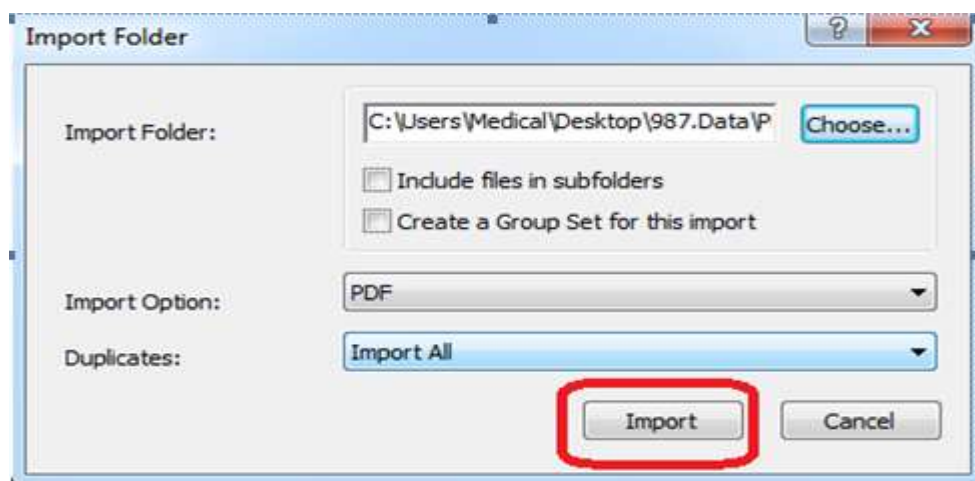 Import Folder
Import Folder: C:\Users\Medical\Desktop\987.Data\P Choose...
Include files in subfolders
Create a Group Set for this import
Import Option: PDF
Duplicates: Import All
Import Cancel